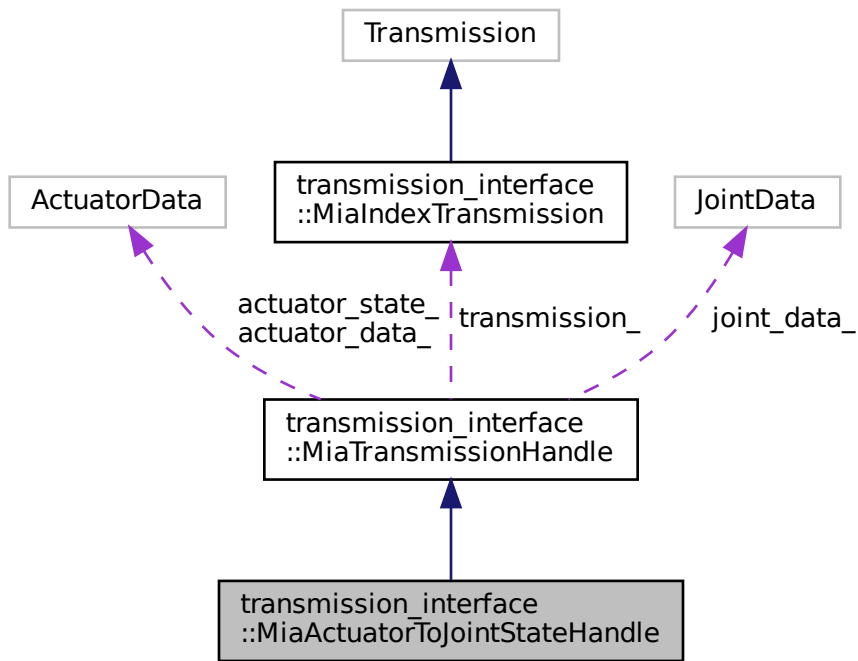 Transmission
transmission_interface
::MiaIndexTransmission
ActuatorData
JointData
actuator_state_
actuator_data_
transmission_
joint_data_
transmission_interface
::MiaTransmissionHandle
transmission_interface
::MiaActuatorToJointStateHandle